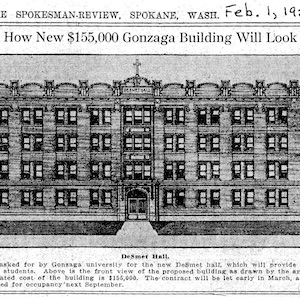 E SPOKESMAN-REVIEW, SPOKANE, WASH. Feb. 1, 19
How New $155,000 Gonzaga Building Will Look
DeSmet Hall.
asked for by Gonzaga university for the new DeSmet hall, which will provide
students. Above is the front view of the proposed building as drawn by the a
ated cost of the building is $155,000. The contract will be let early in March, a
ed for occupancy next September.